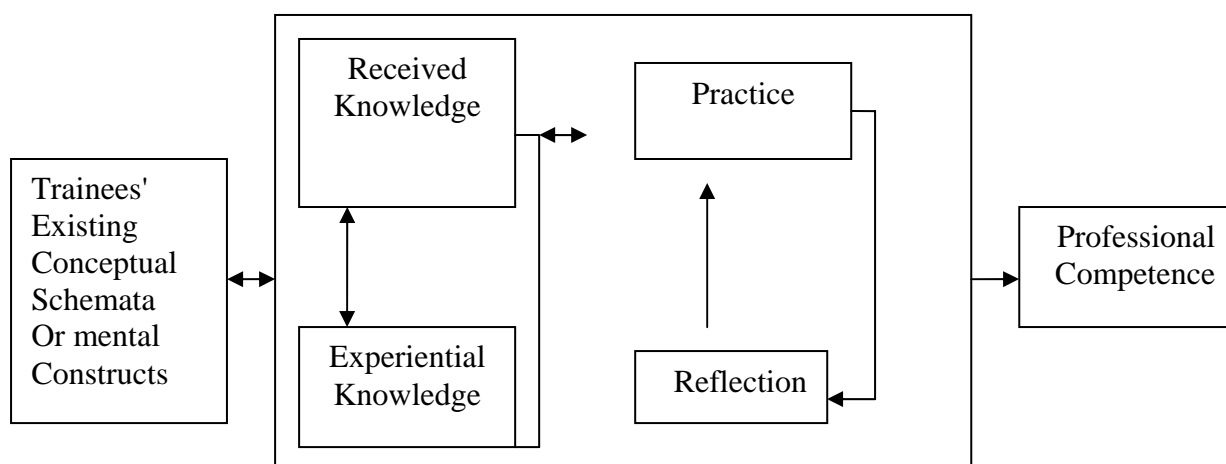 Trainees'
Existing
Conceptual
Schemata
Or mental
Constructs
Received
Knowledge
Experiential
Knowledge
Practice
Reflection
Professional
Competence